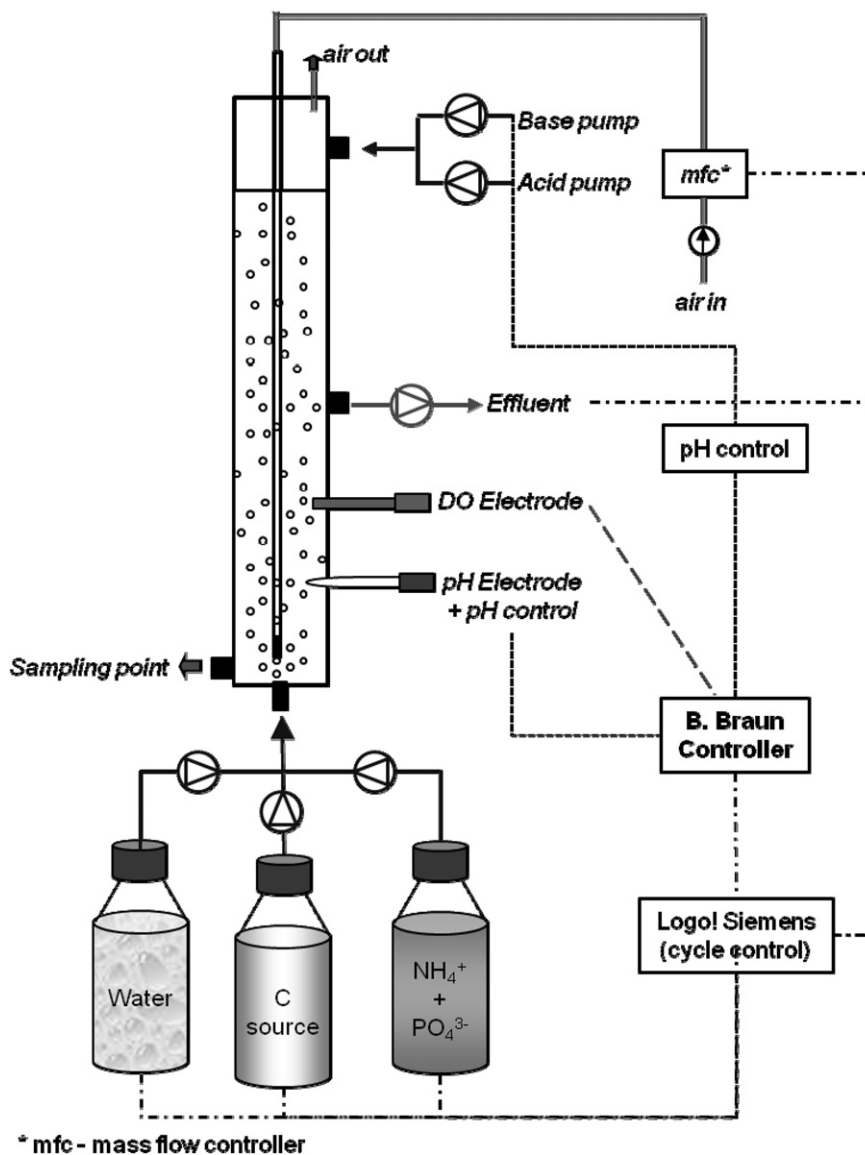 air out
Base pump
Acid pump
mfc*
air in
Effluent
pH control
DO Electrode
pH Electrode
+ pH control
Sampling point
B. Braun
Controller
Logo! Siemens
(cycle control)
Water
C
source
NH₄⁺
+
PO₄³⁻
* mfc - mass flow controller